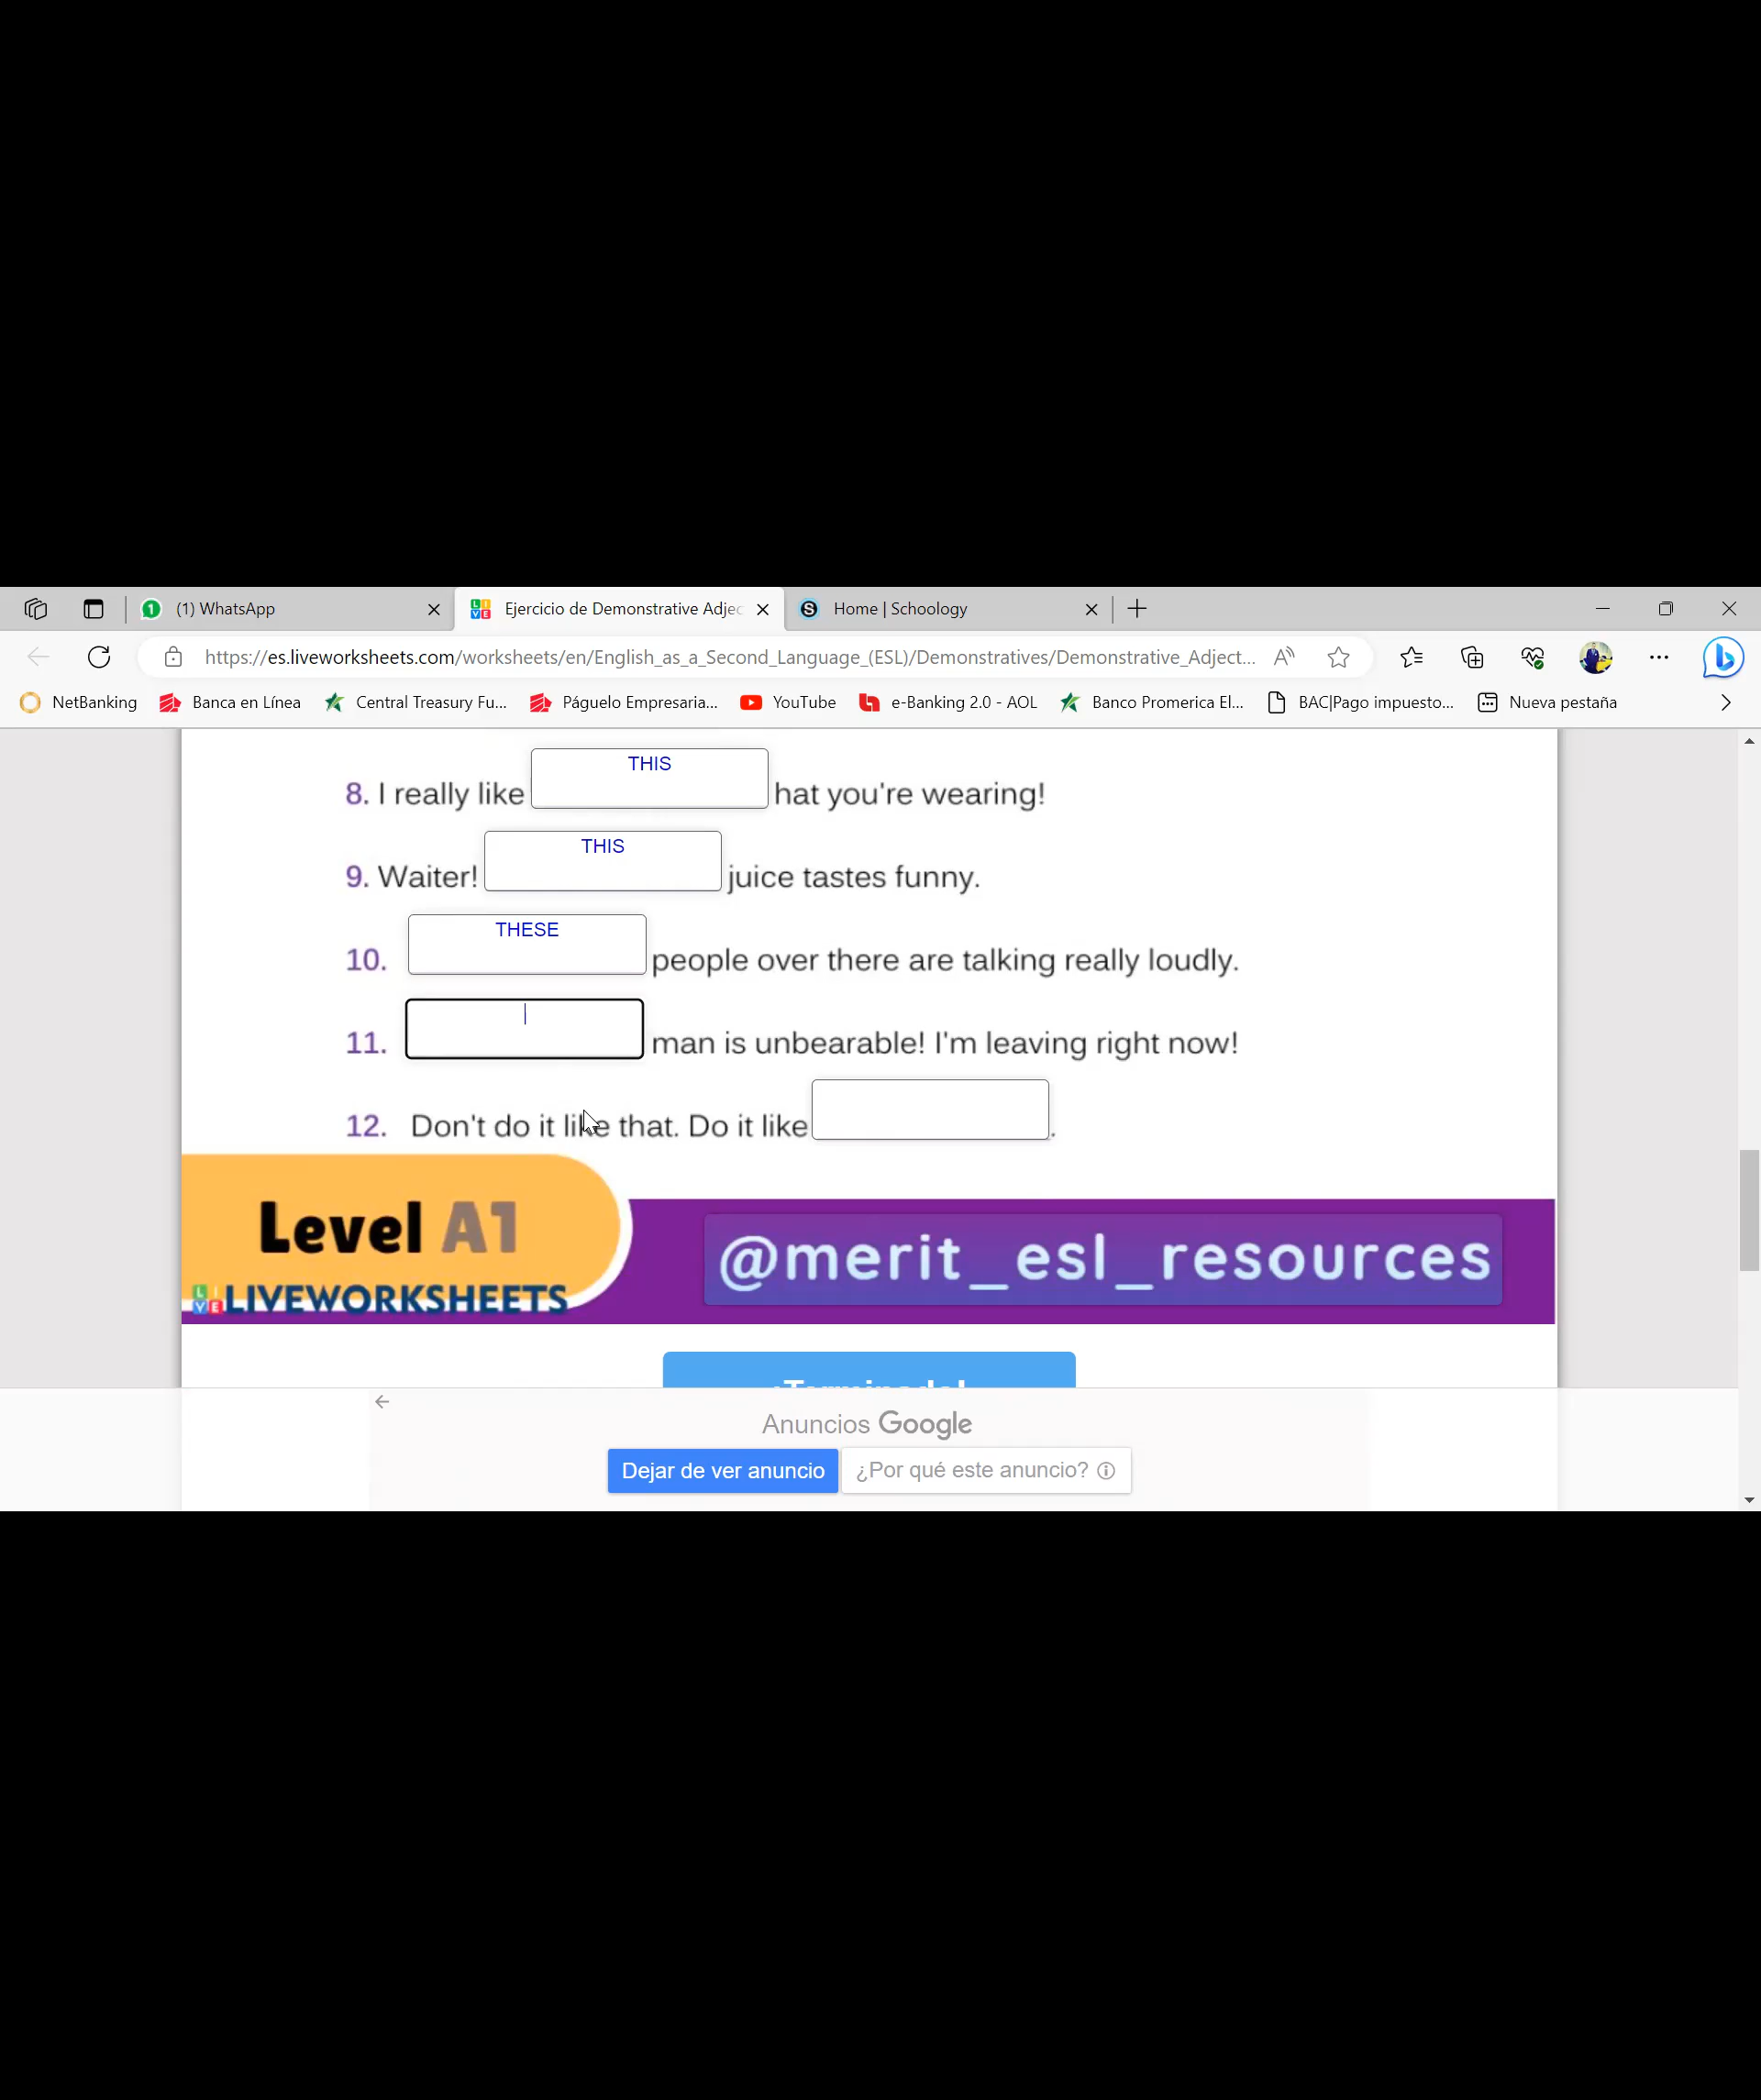 (1) WhatsApp
Ejercicio de Demonstrative Adjec
Home | Schoology
https://es.liveworksheets.com/worksheets/en/English_as_a_Second_Language_(ESL)/Demonstratives/Demonstrative_Adject...
NetBanking Banca en Línea Central Treasury Fu... Páguelo Empresaria... YouTube e-Banking 2.0 - AOL Banco Promerica El... BAC|Pago impuesto... Nueva pestaña
8. I really like THIS hat you're wearing!
9. Waiter! THIS juice tastes funny.
10. THESE people over there are talking really loudly.
11. man is unbearable! I'm leaving right now!
12. Don't do it like that. Do it like .
Level A1
@merit_esl_resources
LIVEWORKSHEETS
Anuncios Google
Dejar de ver anuncio ¿Por qué este anuncio?